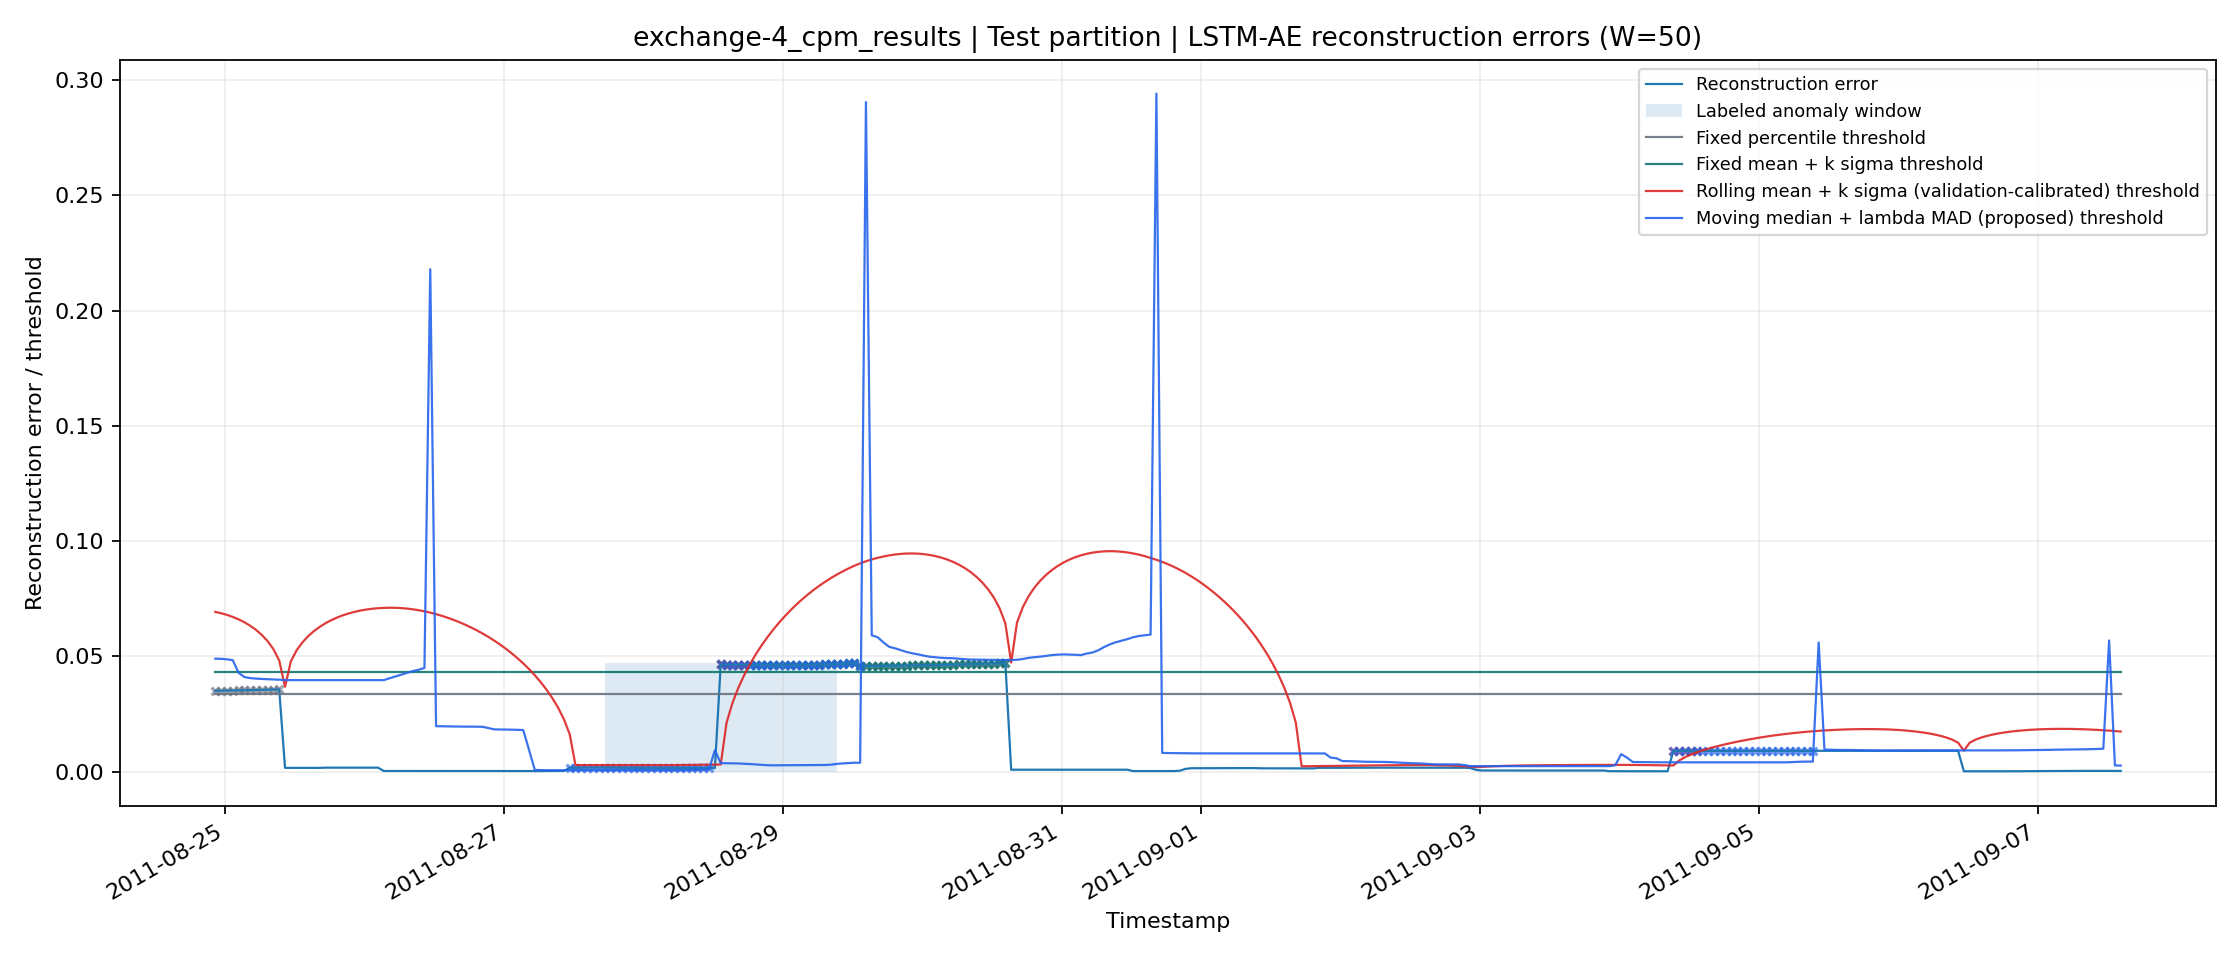 exchange-4_cpm_results | Test partition | LSTM-AE reconstruction errors (W=50)
Reconstruction error / threshold
0.30
0.25
0.20
0.15
0.10
0.05
0.00
Reconstruction error
Labeled anomaly window
Fixed percentile threshold
Fixed mean + k sigma threshold
Rolling mean + k sigma (validation-calibrated) threshold
Moving median + lambda MAD (proposed) threshold
2011-08-25
2011-08-27
2011-08-29
2011-08-31
2011-09-01
2011-09-03
2011-09-05
2011-09-07
Timestamp